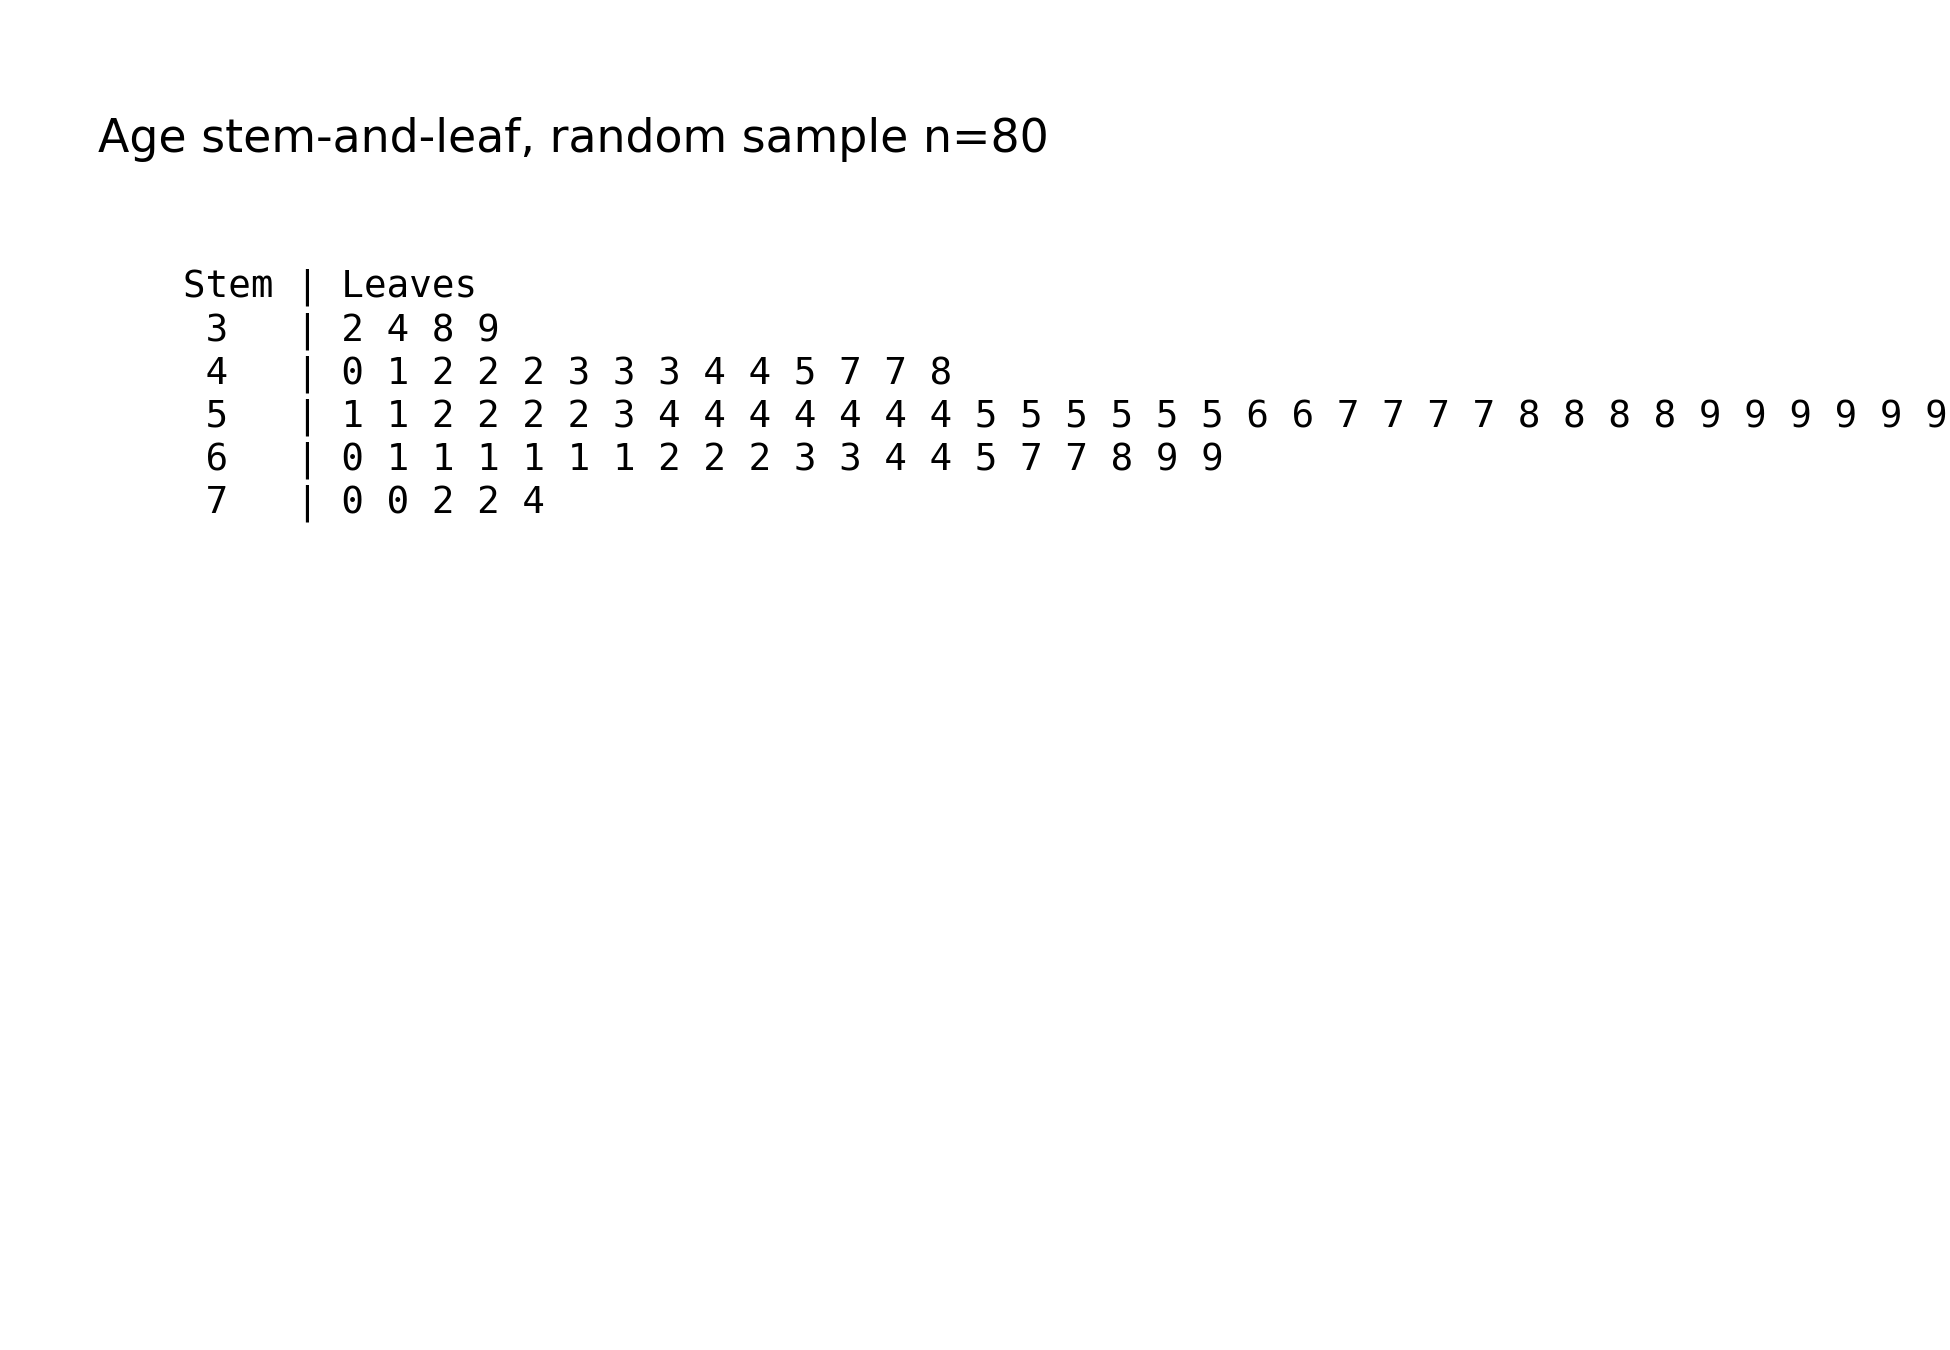 Age stem-and-leaf, random sample n=80
Stem | Leaves
3 | 2 4 8 9
4 | 0 1 2 2 2 3 3 3 4 4 5 7 7 8
5 | 1 1 2 2 2 2 3 4 4 4 4 4 4 4 5 5 5 5 5 5 6 6 7 7 7 7 8 8 8 8 9 9 9 9 9 9
6 | 0 1 1 1 1 1 1 2 2 2 3 3 4 4 5 7 7 8 9 9
7 | 0 0 2 2 4